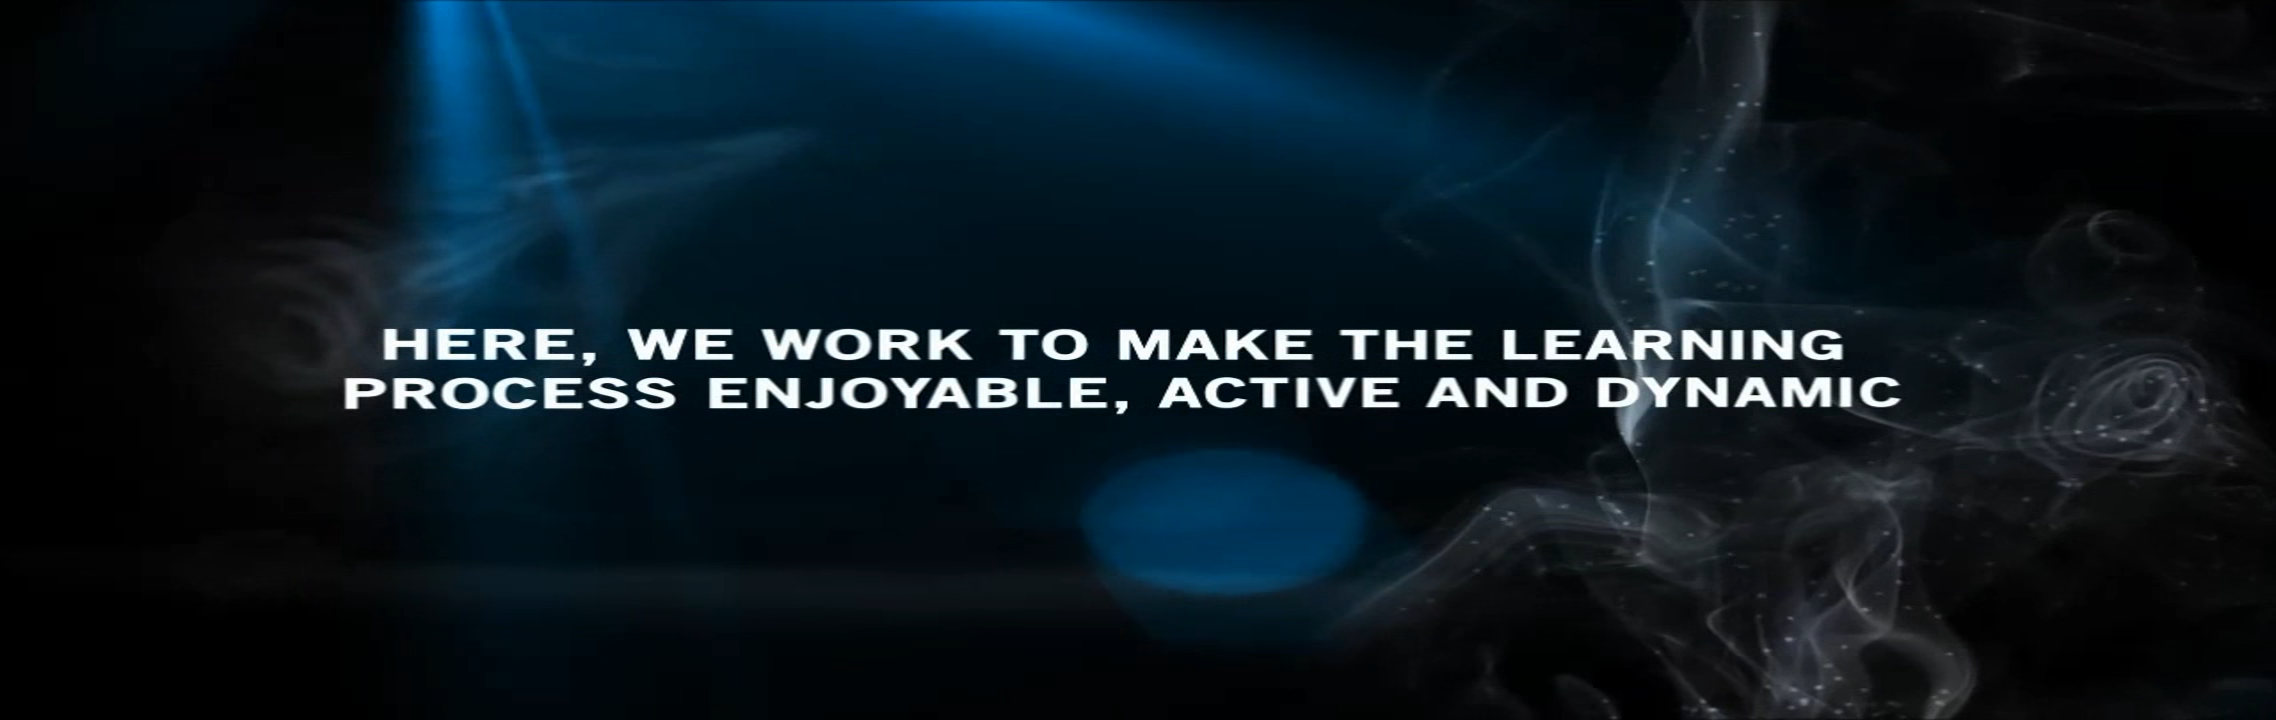 HERE, WE WORK TO MAKE THE LEARNING
PROCESS ENJOYABLE, ACTIVE AND DYNAMIC